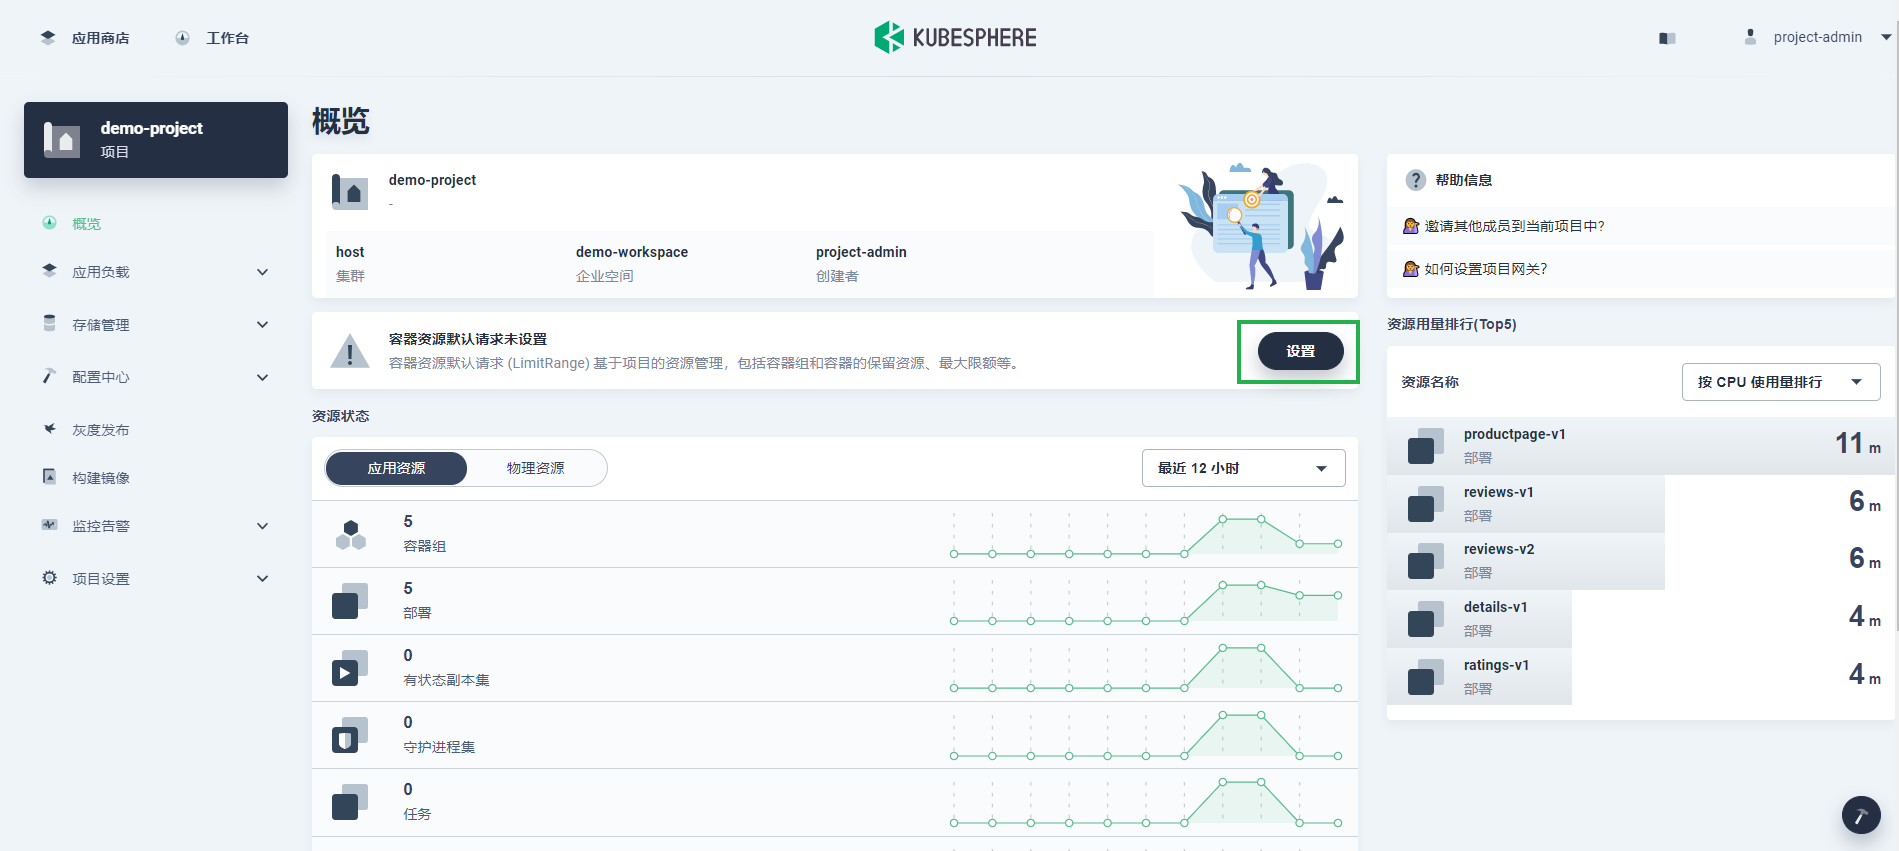 应用商店
工作台
KUBESPHERE
project-admin
demo-project
项目
概览
应用负载
存储管理
配置中心
灰度发布
构建镜像
监控告警
项目设置
概览
demo-project
-
host
集群
demo-workspace
企业空间
project-admin
创建者
容器资源默认请求未设置
容器资源默认请求 (LimitRange) 基于项目的资源管理，包括容器组和容器的保留资源、最大限额等。
设置
资源状态
应用资源
物理资源
最近 12 小时
5
容器组
5
部署
0
有状态副本集
0
守护进程集
0
任务
? 帮助信息
邀请其他成员到当前项目中?
如何设置项目网关?
资源用量排行(Top5)
资源名称
按 CPU 使用量排行
productpage-v1
部署
11 m
reviews-v1
部署
6 m
reviews-v2
部署
6 m
details-v1
部署
4 m
ratings-v1
部署
4 m